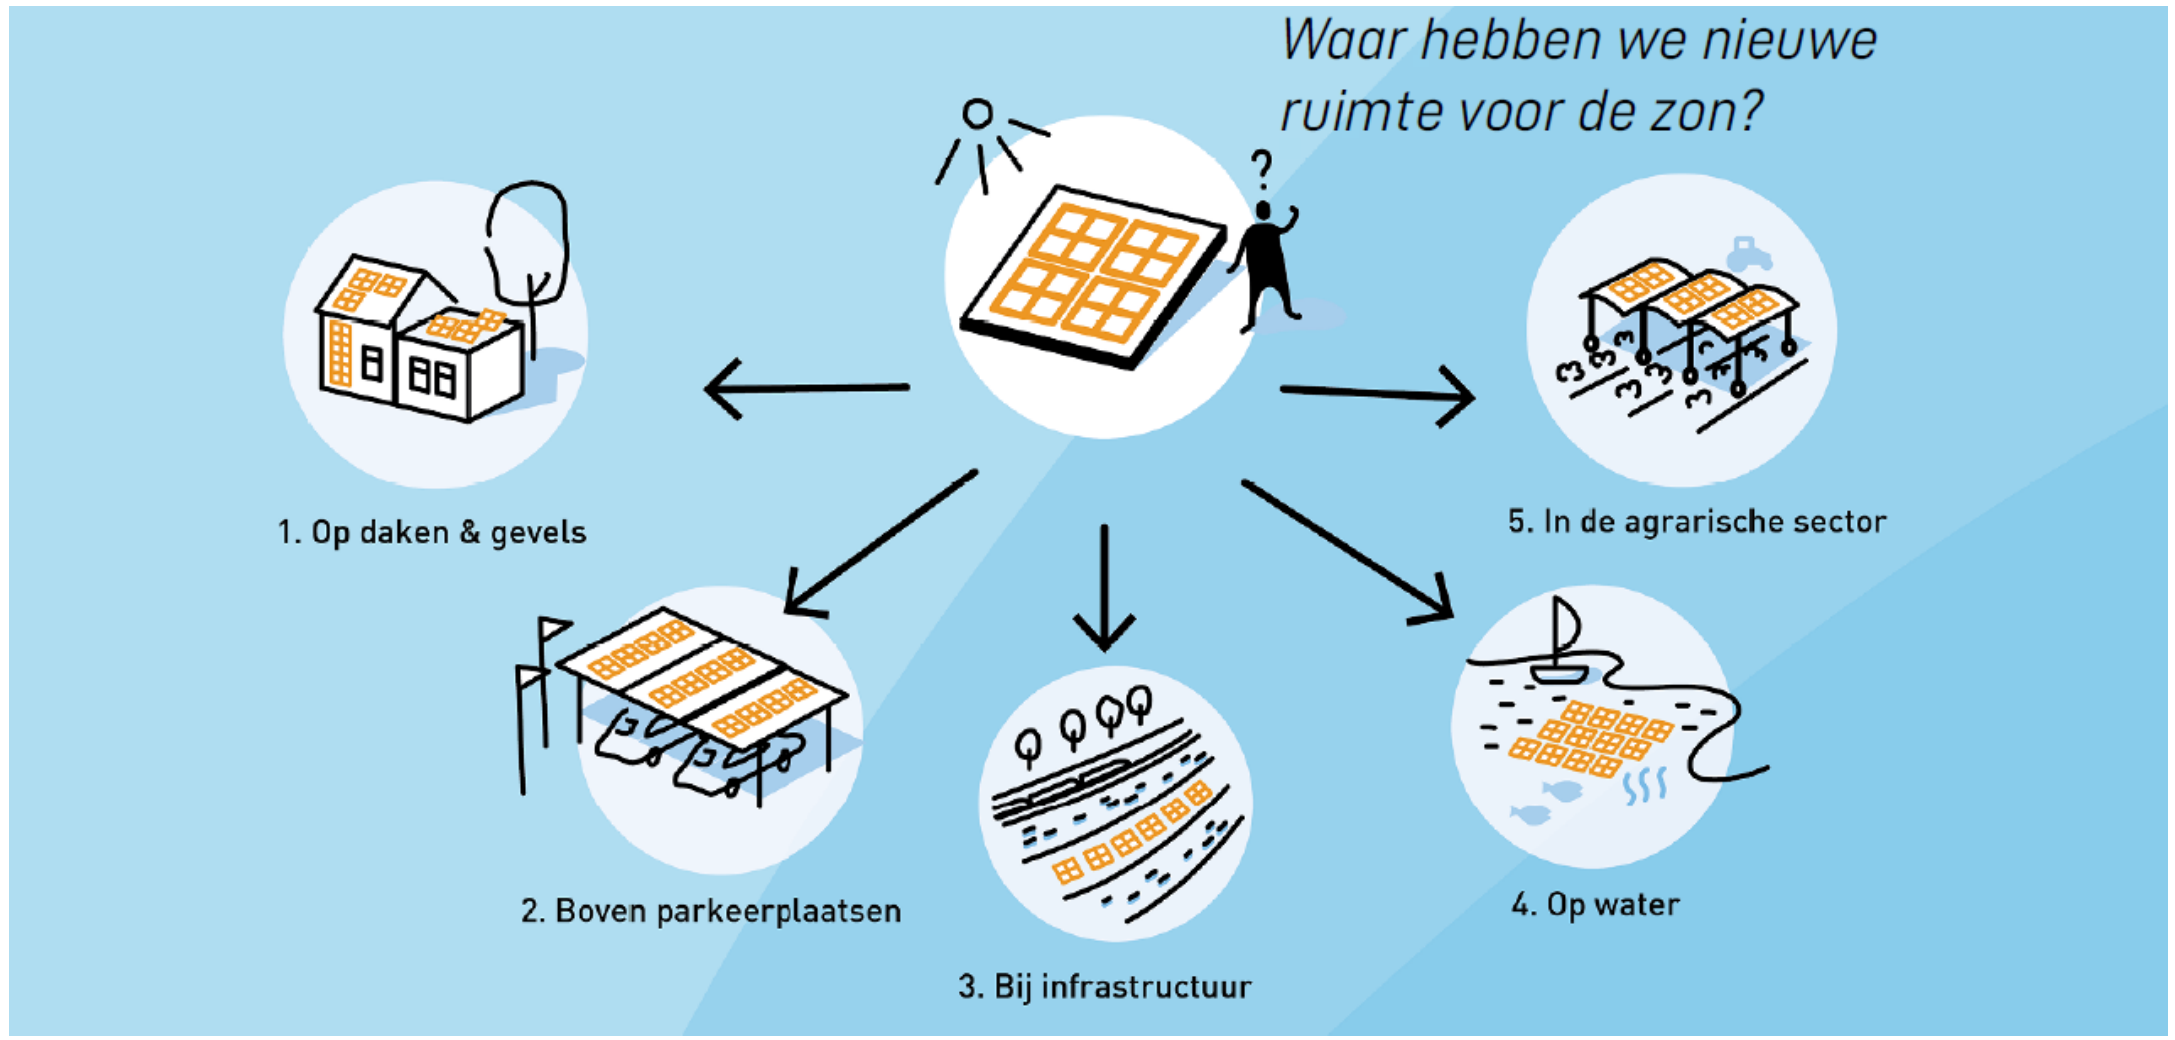 Waar hebben we nieuwe
ruimte voor de zon?
?
1. Op daken & gevels
2. Boven parkeerplaatsen
3. Bij infrastructuur
4. Op water
5. In de agrarische sector